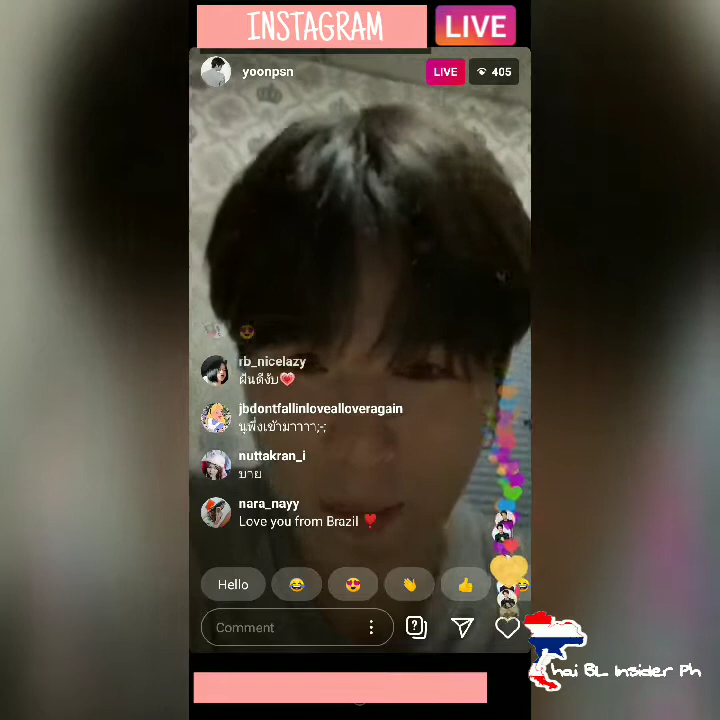 INSTAGRAM LIVE
yoonpsn LIVE 405
😍
rb_nicelazy
ฝันดีงับ💗
jbdontfallinlovealloveragain
นุพึ่งเข้ามาาาา;-;
nuttakran_i
บาย
nara_nayy
Love you from Brazil ❣️
Hello 😂 😍 👏 👍 😂
Comment
Thai BL Insider Ph